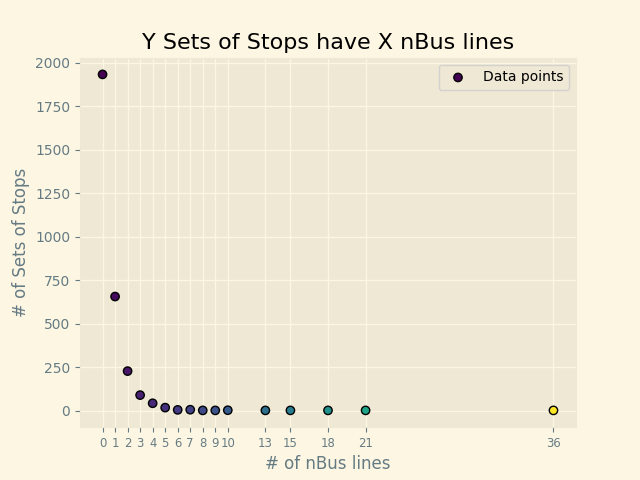 Y Sets of Stops have X nBus lines
Data points
# of Sets of Stops
2000
1750
1500
1250
1000
750
500
250
0
0 1 2 3 4 5 6 7 8 9 10 13 15 18 21 36
# of nBus lines